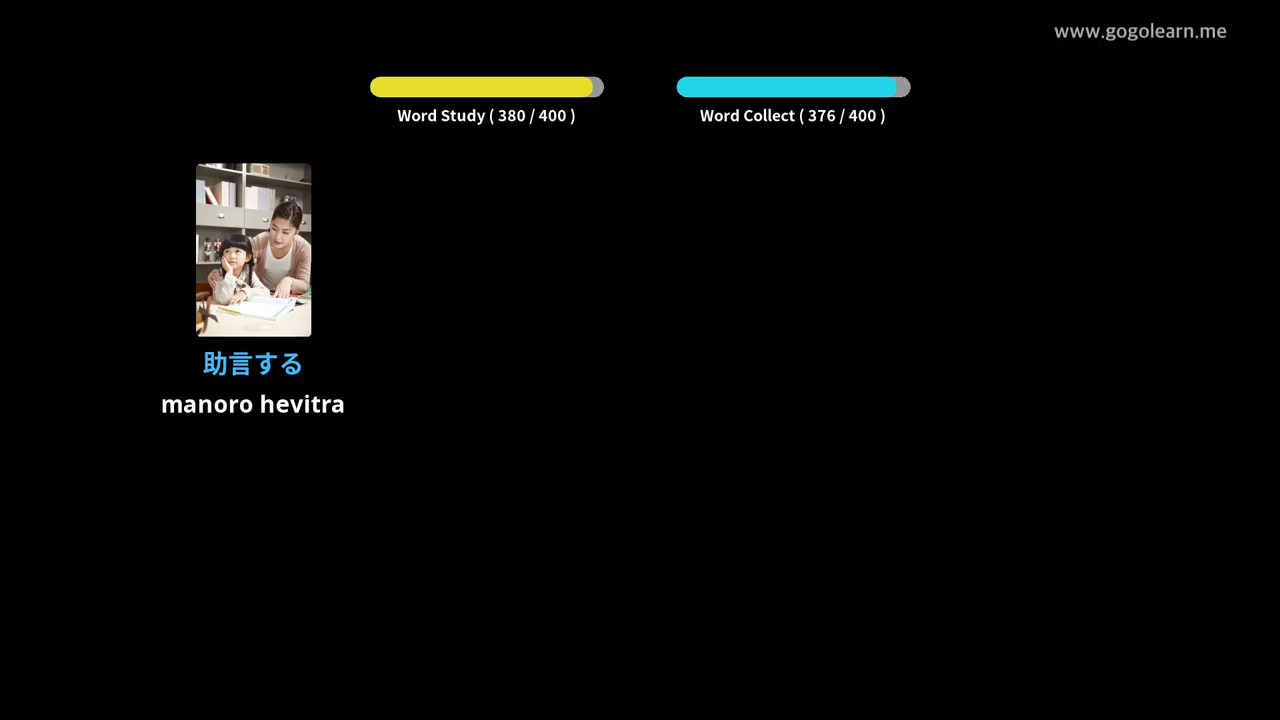 www.gogolearn.me
Word Study ( 380 / 400 )
Word Collect ( 376 / 400 )
助言する
manoro hevitra